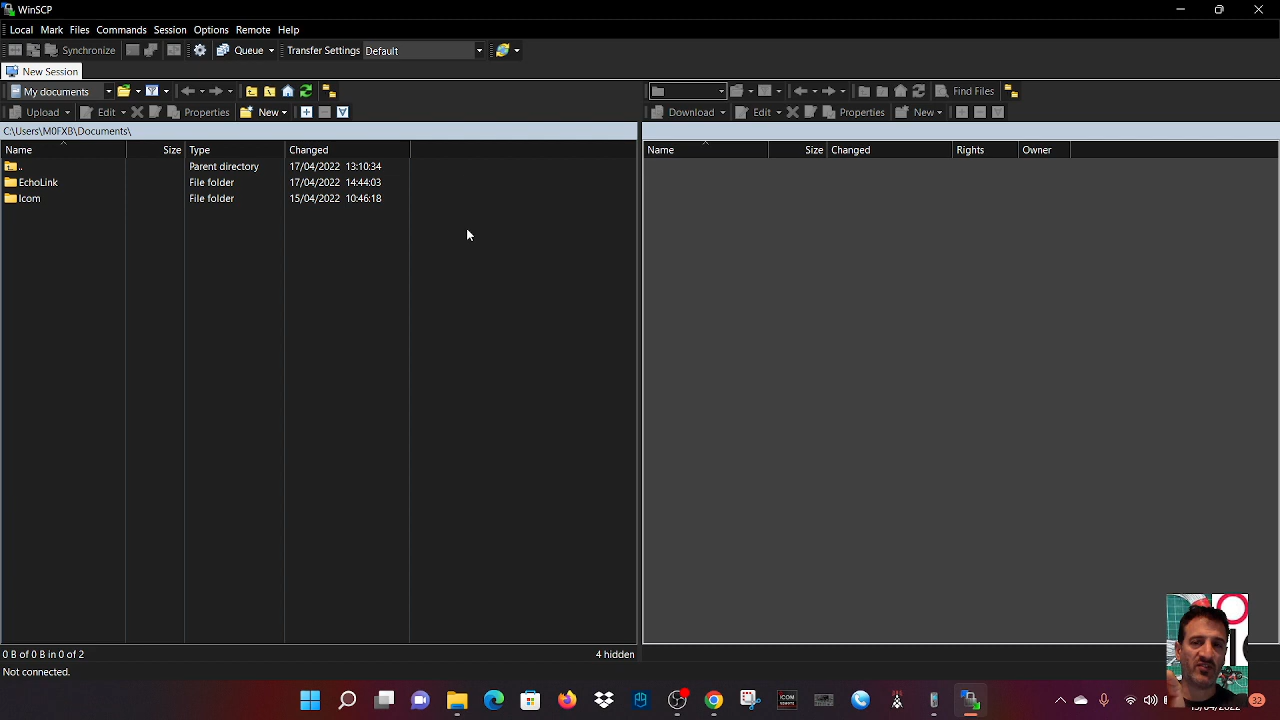 WinSCP
Local Mark Files Commands Session Options Remote Help
Synchronize Queue Transfer Settings Default
New Session
My documents Find Files
Upload Edit Properties New Download Edit Properties New
C:\Users\M0FXB\Documents\
Name Size Type Changed Name Size Changed Rights Owner
.. Parent directory 17/04/2022 13:10:34
EchoLink File folder 17/04/2022 14:44:03
Icom File folder 15/04/2022 10:46:18
0 B of 0 B in 0 of 2 4 hidden
Not connected.
ICOM
32